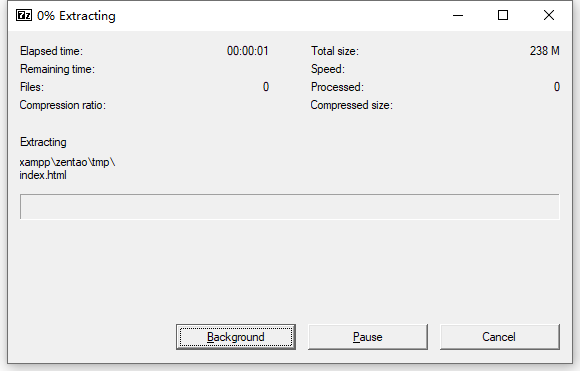 0% Extracting
Elapsed time: 00:00:01 Total size: 238 M
Remaining time: Speed:
Files: 0 Processed: 0
Compression ratio: Compressed size:
Extracting
xampp\zentao\tmp\
index.html
Background Pause Cancel